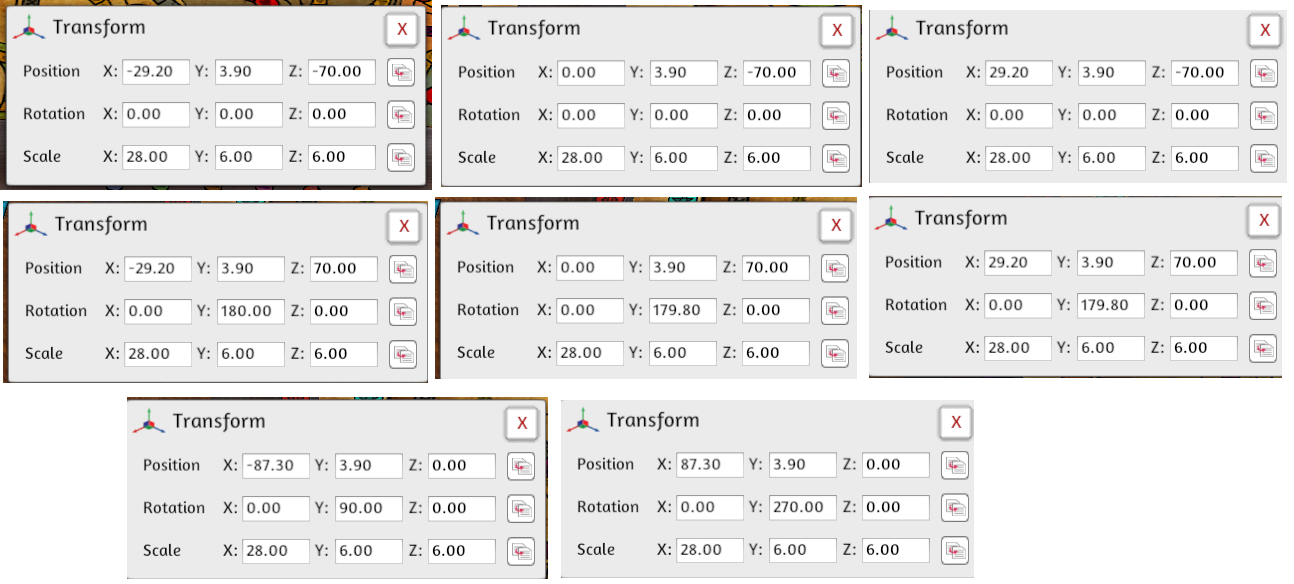 Transform X
Position X: -29.20 Y: 3.90 Z: -70.00
Rotation X: 0.00 Y: 0.00 Z: 0.00
Scale X: 28.00 Y: 6.00 Z: 6.00
Transform X
Position X: 0.00 Y: 3.90 Z: -70.00
Rotation X: 0.00 Y: 0.00 Z: 0.00
Scale X: 28.00 Y: 6.00 Z: 6.00
Transform X
Position X: 29.20 Y: 3.90 Z: -70.00
Rotation X: 0.00 Y: 0.00 Z: 0.00
Scale X: 28.00 Y: 6.00 Z: 6.00
Transform X
Position X: -29.20 Y: 3.90 Z: 70.00
Rotation X: 0.00 Y: 180.00 Z: 0.00
Scale X: 28.00 Y: 6.00 Z: 6.00
Transform X
Position X: 0.00 Y: 3.90 Z: 70.00
Rotation X: 0.00 Y: 179.80 Z: 0.00
Scale X: 28.00 Y: 6.00 Z: 6.00
Transform X
Position X: 29.20 Y: 3.90 Z: 70.00
Rotation X: 0.00 Y: 179.80 Z: 0.00
Scale X: 28.00 Y: 6.00 Z: 6.00
Transform X
Position X: -87.30 Y: 3.90 Z: 0.00
Rotation X: 0.00 Y: 90.00 Z: 0.00
Scale X: 28.00 Y: 6.00 Z: 6.00
Transform X
Position X: 87.30 Y: 3.90 Z: 0.00
Rotation X: 0.00 Y: 270.00 Z: 0.00
Scale X: 28.00 Y: 6.00 Z: 6.00